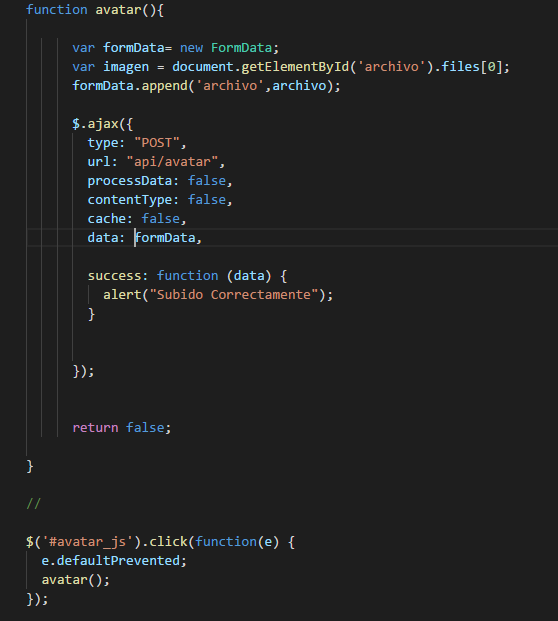 function avatar(){
var formData= new FormData;
var imagen = document.getElementById('archivo').files[0];
formData.append('archivo',archivo);
$.ajax({
type: "POST",
url: "api/avatar",
processData: false,
contentType: false,
cache: false,
data: formData,
success: function (data) {
alert("Subido Correctamente");
}
});
return false;
}
//
$('#avatar_js').click(function(e) {
e.defaultPrevented;
avatar();
});